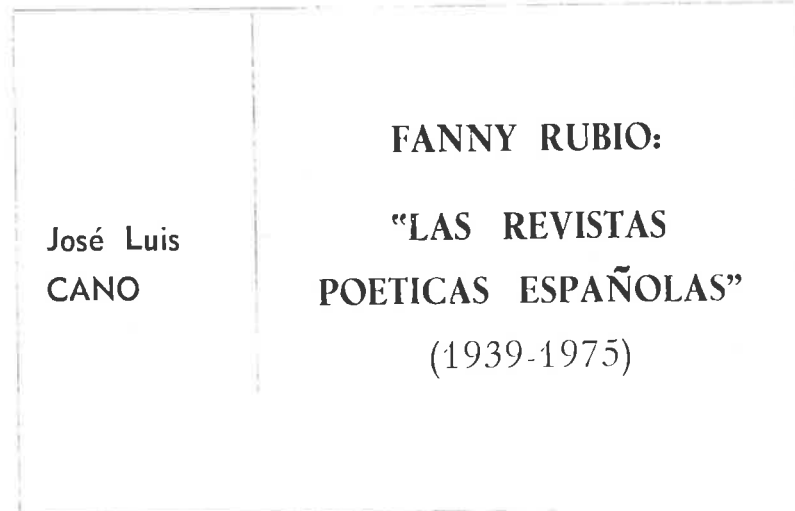 José Luis
CANO
FANNY RUBIO:
"LAS REVISTAS
POETICAS ESPAÑOLAS"
(1939-1975)